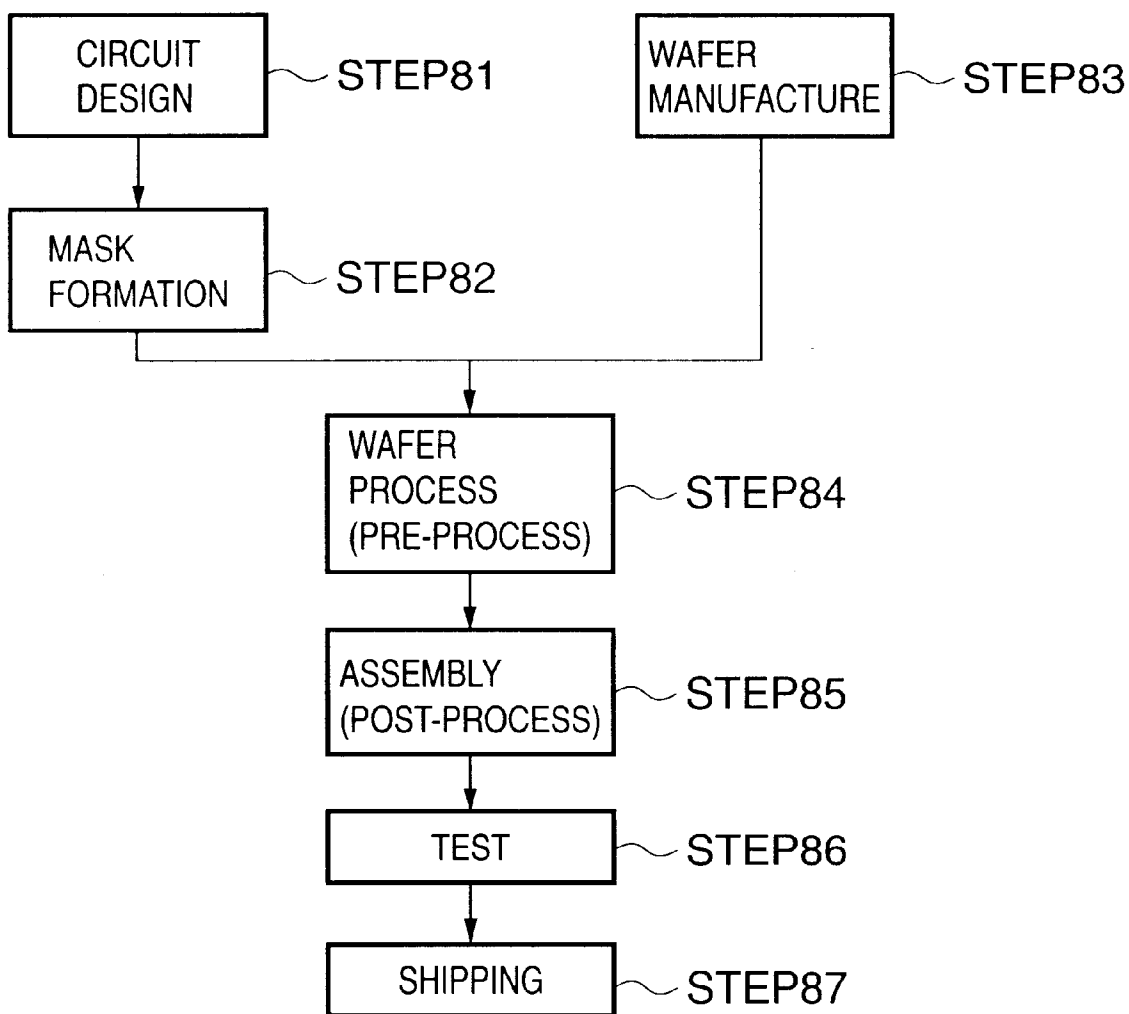 CIRCUIT
DESIGN
STEP81
WAFER
MANUFACTURE
STEP83
MASK
FORMATION
STEP82
WAFER
PROCESS
(PRE-PROCESS)
STEP84
ASSEMBLY
(POST-PROCESS)
STEP85
TEST
STEP86
SHIPPING
STEP87